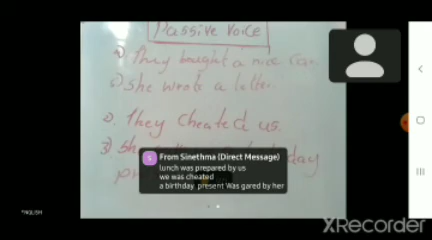 Passive Voice
1). They bought a nice car.
2) She wrote a letter.
2). They cheated us.
3) She
day
From Sinethma (Direct Message)
lunch was prepared by us
we was cheated
a birthday present Was gared by her
XRecorder